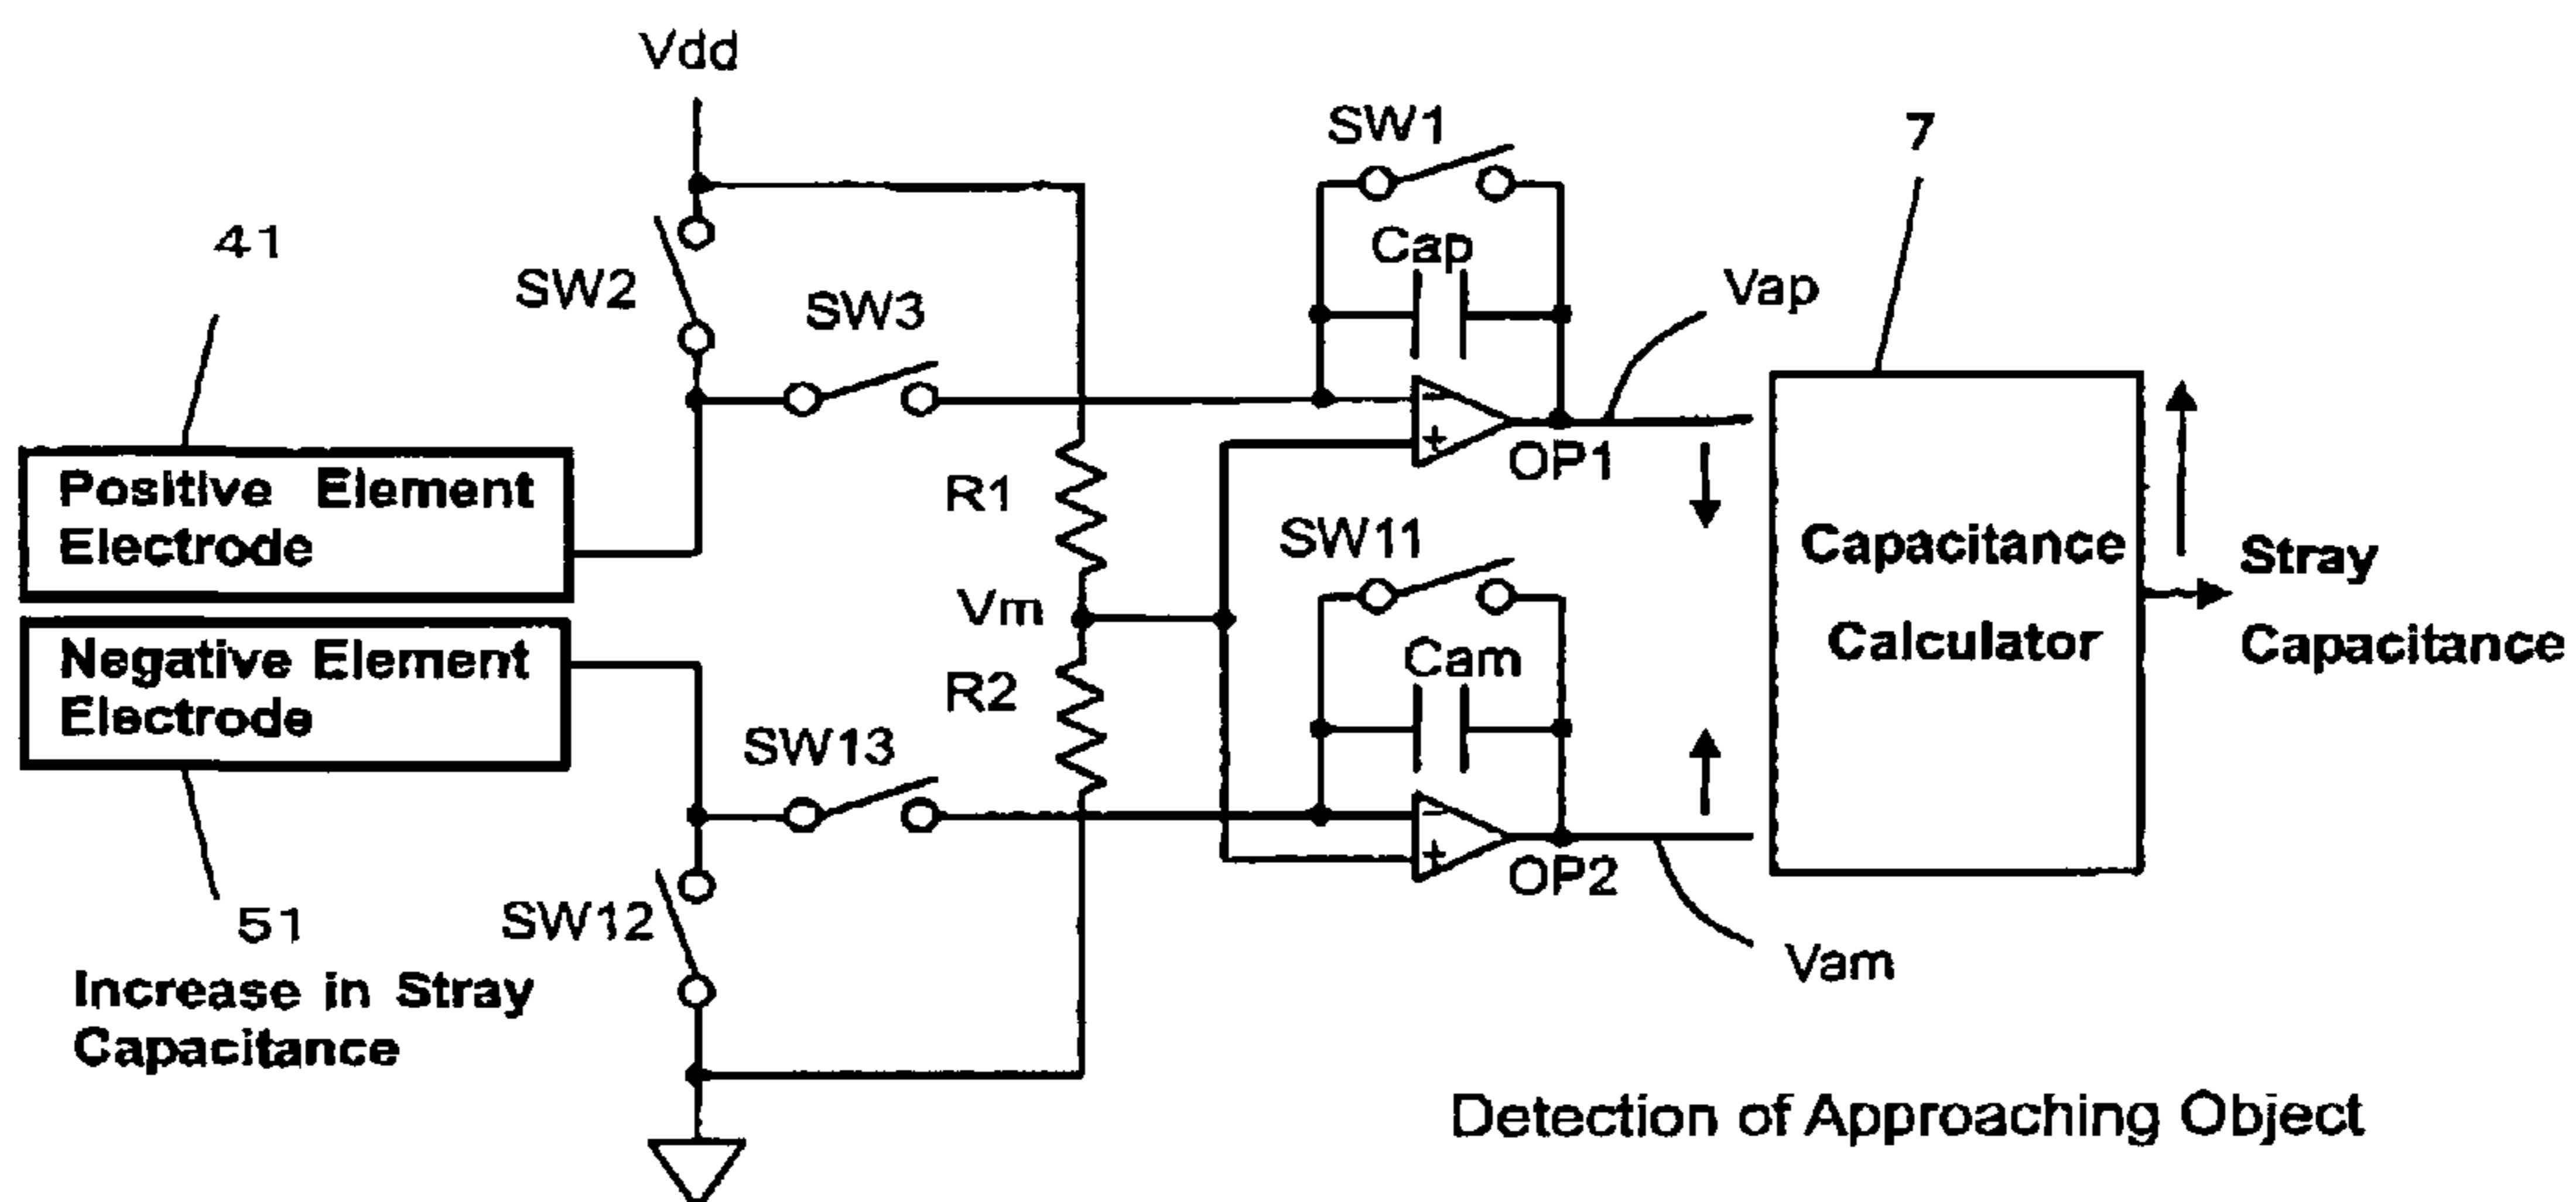 Vdd
SW1
7
41
Cap
SW2
SW3
Vap
Positive Element
Electrode
−
+
OP1
R1
SW11
Capacitance
Calculator
Stray
Capacitance
Vm
Negative Element
Electrode
R2
Cam
SW13
−
+
OP2
SW12
51
Vam
Increase in Stray
Capacitance
Detection of Approaching Object